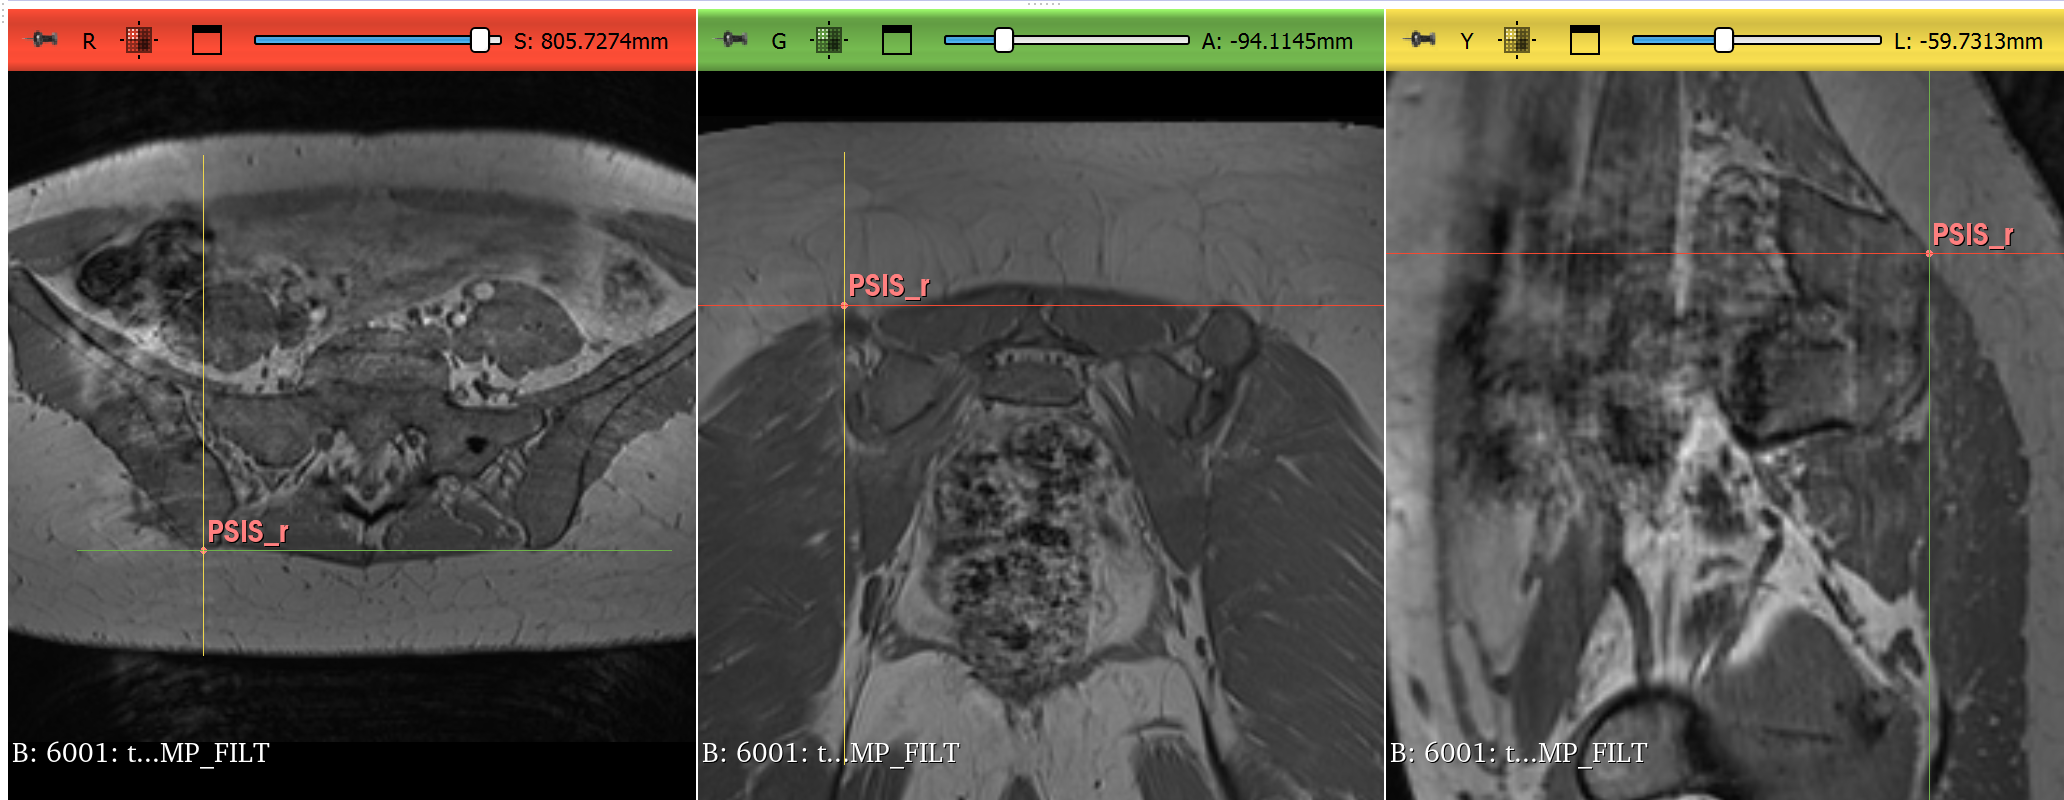 R S: 805.7274mm
G A: -94.1145mm
Y L: -59.7313mm
PSIS_r
PSIS_r
PSIS_r
B: 6001: t...MP_FILT
B: 6001: t...MP_FILT
B: 6001: t...MP_FILT